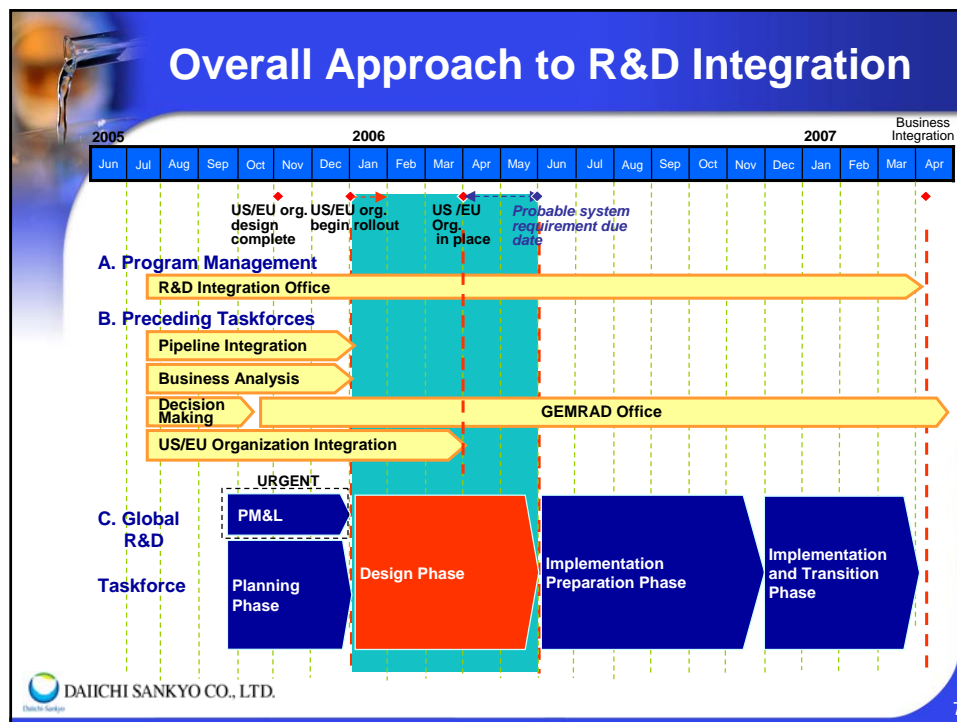 Overall Approach to R&D Integration
Business
Integration
2005
2006
2007
Jun Jul Aug Sep Oct Nov Dec Jan Feb Mar Apr May Jun Jul Aug Sep Oct Nov Dec Jan Feb Mar Apr
US/EU org.
design
complete
US/EU org.
begin rollout
US /EU
Org.
in place
Probable system
requirement due
date
A. Program Management
R&D Integration Office
B. Preceding Taskforces
Pipeline Integration
Business Analysis
Decision
Making
GEMRAD Office
US/EU Organization Integration
URGENT
C. Global
R&D
Taskforce
PM&L
Planning
Phase
Design Phase
Implementation
Preparation Phase
Implementation
and Transition
Phase
Daiichi-Sankyo
DAIICHI SANKYO CO., LTD.
7